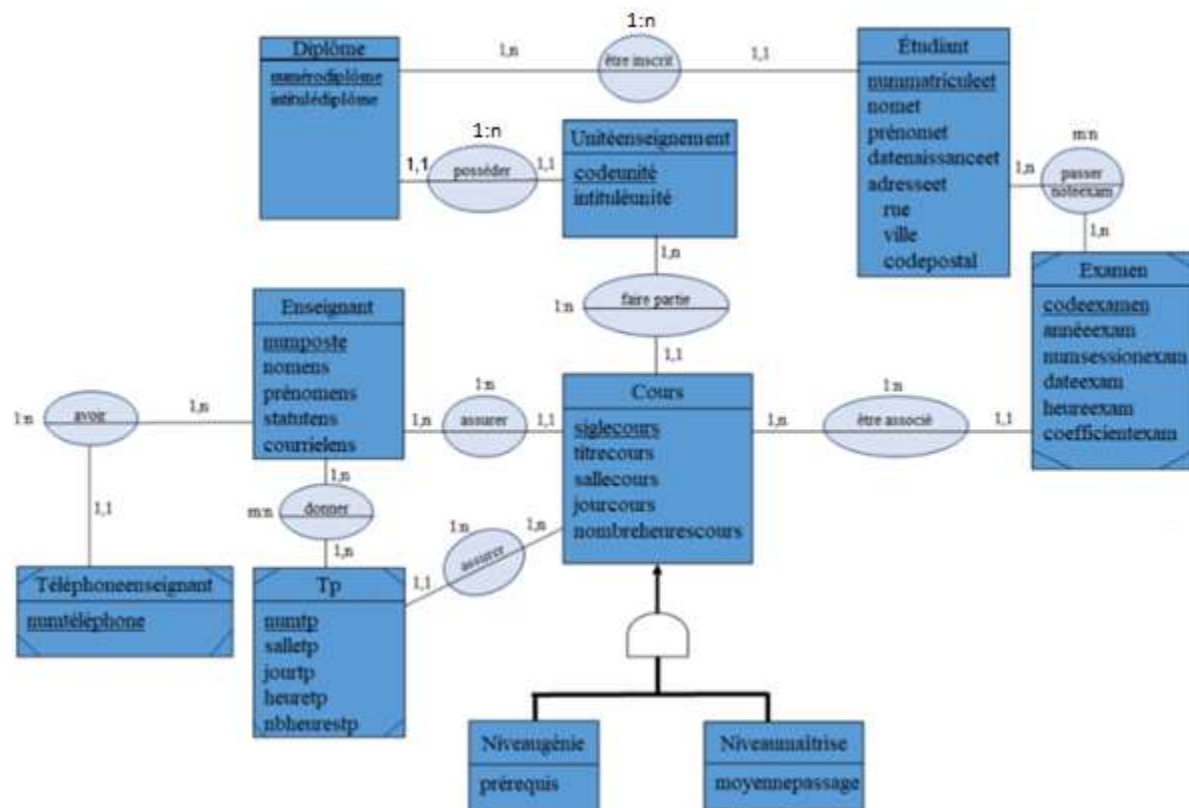 Diplôme
numérodiplôme
intitulédiplôme
1,n
1:n
être inscrit
1,1
Étudiant
nummatriculeet
nomet
prénomet
datenaissanceet
adresseet
rue
ville
codepostal
1,1
1:n
posséder
1,1
Unitéenseignement
codeunité
intituléunité
m:n
1,n
passer
noteexam
1,n
Examen
codeexamen
annéeexam
numsessionexam
dateexam
heureexam
coefficientexam
1,n
1:n
faire partie
1,1
Enseignant
numposte
nomens
prénomens
statutens
courrielens
1:n
avoir
1,n
1,1
1,n
1:n
assurer
1,1
Cours
siglecours
titrecours
sallecours
jourcours
nombreheurescours
1,n
1:n
être associé
1,1
1,n
m:n
donner
1,n
1:n
1,n
assurer
1,1
Téléphoneenseignant
numtéléphone
Tp
numtp
salletp
jourtp
heuretp
nbheurestp
Niveaugénie
prérequis
Niveaumaîtrise
moyennepassage